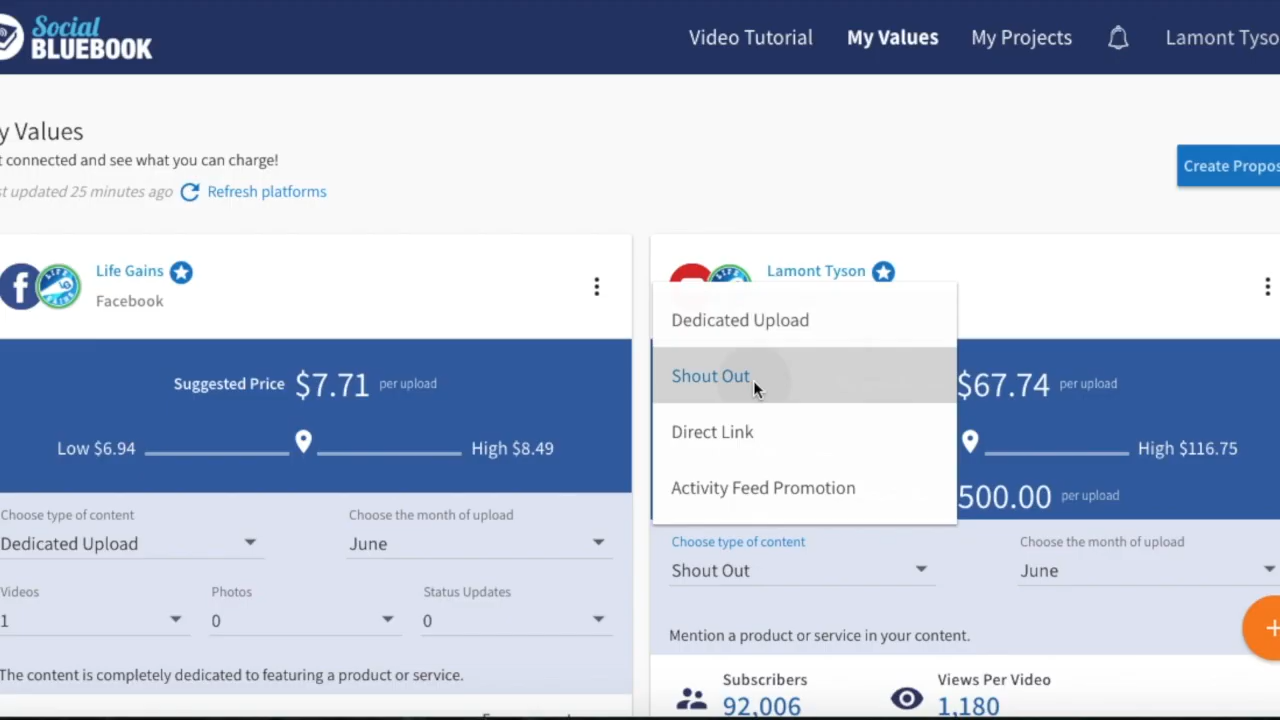 Social
BLUEBOOK
Video Tutorial
My Values
My Projects
Lamont Tyso
y Values
t connected and see what you can charge!
st updated 25 minutes ago
Refresh platforms
Create Propos
Life Gains
Facebook
Suggested Price $7.71 per upload
Low $6.94
High $8.49
Choose type of content
Dedicated Upload
Choose the month of upload
June
Videos
1
Photos
0
Status Updates
0
The content is completely dedicated to featuring a product or service.
Lamont Tyson
Dedicated Upload
Shout Out
Direct Link
Activity Feed Promotion
$67.74 per upload
High $116.75
500.00 per upload
Choose type of content
Shout Out
Choose the month of upload
June
Mention a product or service in your content.
Subscribers
92,006
Views Per Video
1,180